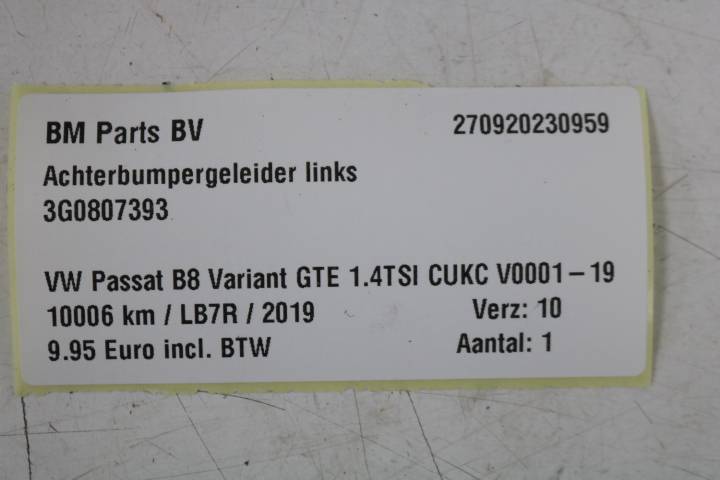 BM Parts BV 270920230959
Achterbumpergeleider links
3G0807393
VW Passat B8 Variant GTE 1.4TSI CUKC V0001-19
10006 km / LB7R / 2019 Verz: 10
9.95 Euro incl. BTW Aantal: 1